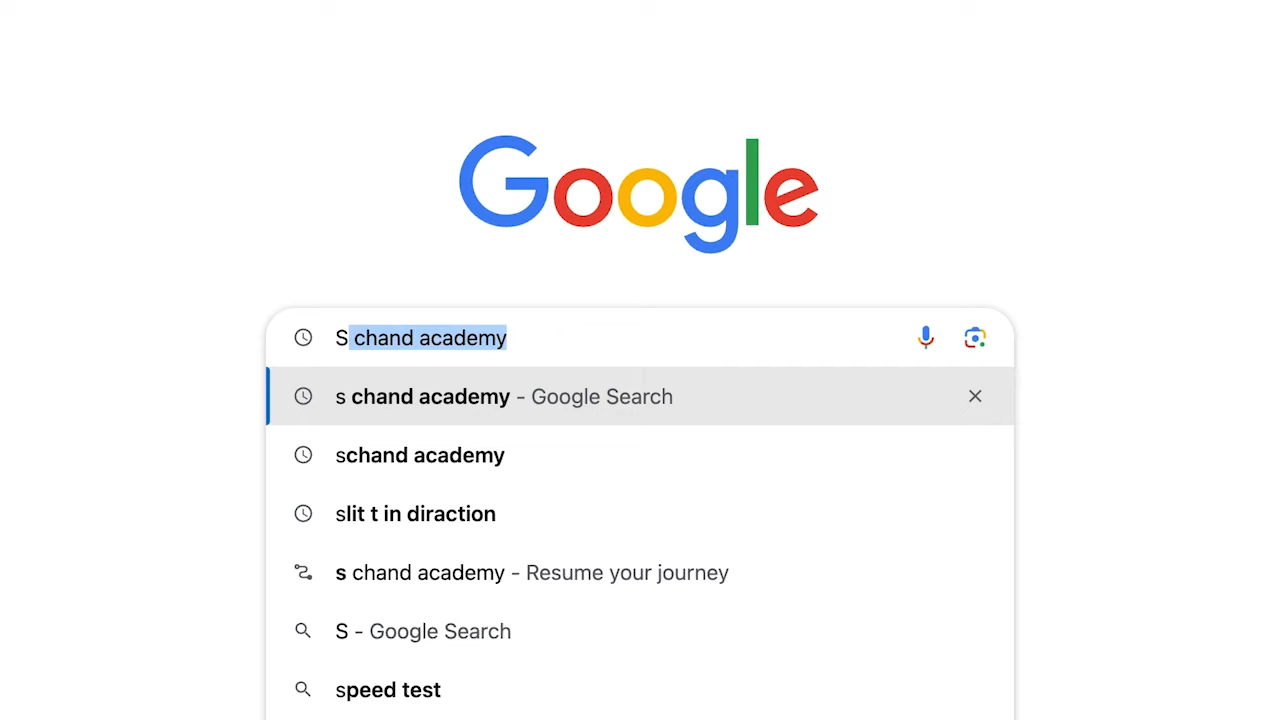 Google
S chand academy
s chand academy - Google Search
schand academy
slit t in diraction
s chand academy - Resume your journey
S - Google Search
speed test